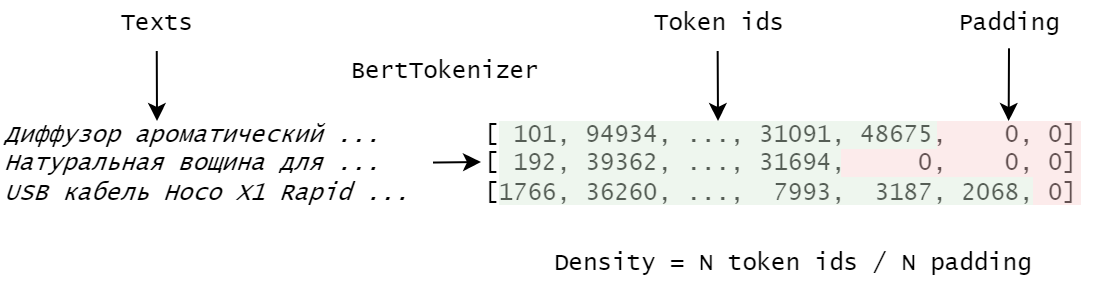 Texts Token ids Padding
BertTokenizer
Диффузор ароматический ... [ 101, 94934, ..., 31091, 48675, 0, 0]
Натуральная вощина для ... [ 192, 39362, ..., 31694, 0, 0, 0]
USB кабель Hoco X1 Rapid ... [1766, 36260, ..., 7993, 3187, 2068, 0]
Density = N token ids / N padding